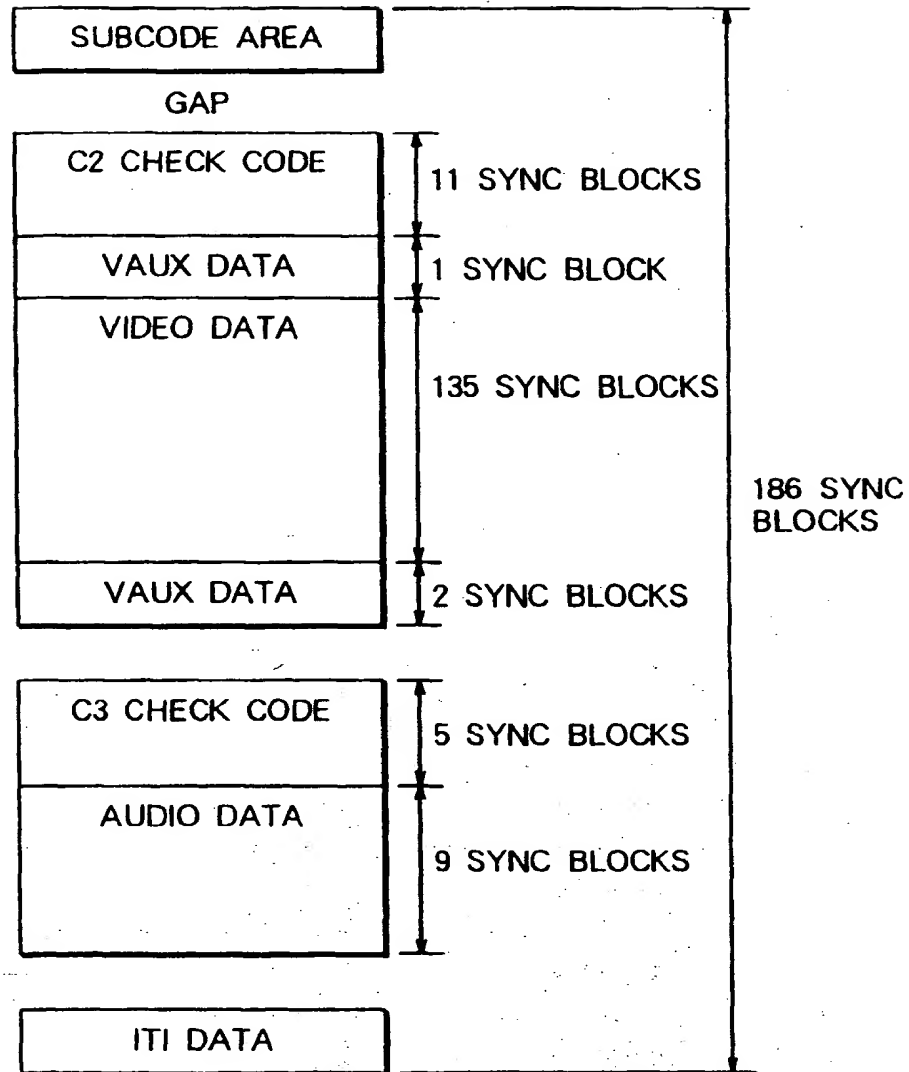 SUBCODE AREA
GAP
C2 CHECK CODE
11 SYNC BLOCKS
VAUX DATA
1 SYNC BLOCK
VIDEO DATA
135 SYNC BLOCKS
186 SYNC
BLOCKS
VAUX DATA
2 SYNC BLOCKS
C3 CHECK CODE
5 SYNC BLOCKS
AUDIO DATA
9 SYNC BLOCKS
ITI DATA